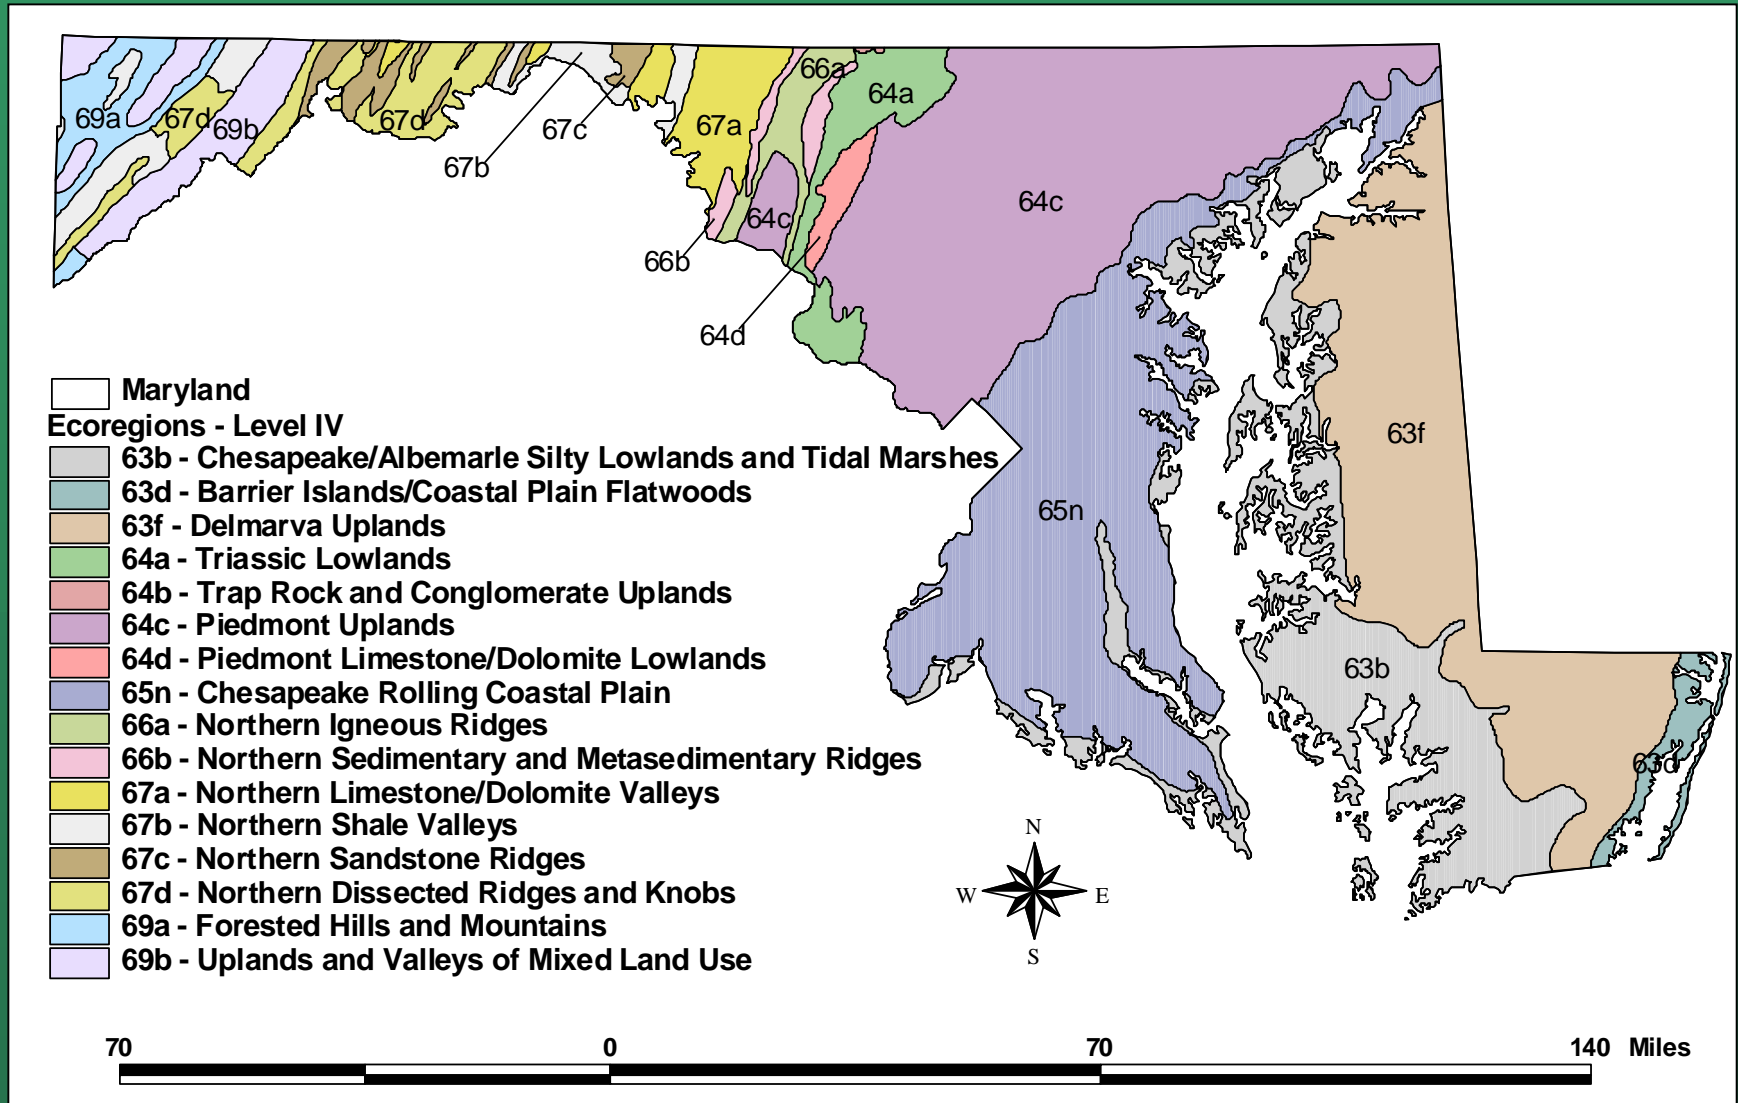 66a
69a
67d
69b
67d
67b
67c
67a
64a
64c
64c
66b
64d
65n
63f
63b
63d
Maryland
Ecoregions - Level IV
63b - Chesapeake/Albemarle Silty Lowlands and Tidal Marshes
63d - Barrier Islands/Coastal Plain Flatwoods
63f - Delmarva Uplands
64a - Triassic Lowlands
64b - Trap Rock and Conglomerate Uplands
64c - Piedmont Uplands
64d - Piedmont Limestone/Dolomite Lowlands
65n - Chesapeake Rolling Coastal Plain
66a - Northern Igneous Ridges
66b - Northern Sedimentary and Metasedimentary Ridges
67a - Northern Limestone/Dolomite Valleys
67b - Northern Shale Valleys
67c - Northern Sandstone Ridges
67d - Northern Dissected Ridges and Knobs
69a - Forested Hills and Mountains
69b - Uplands and Valleys of Mixed Land Use
N
W E
S
70 0 70 140 Miles